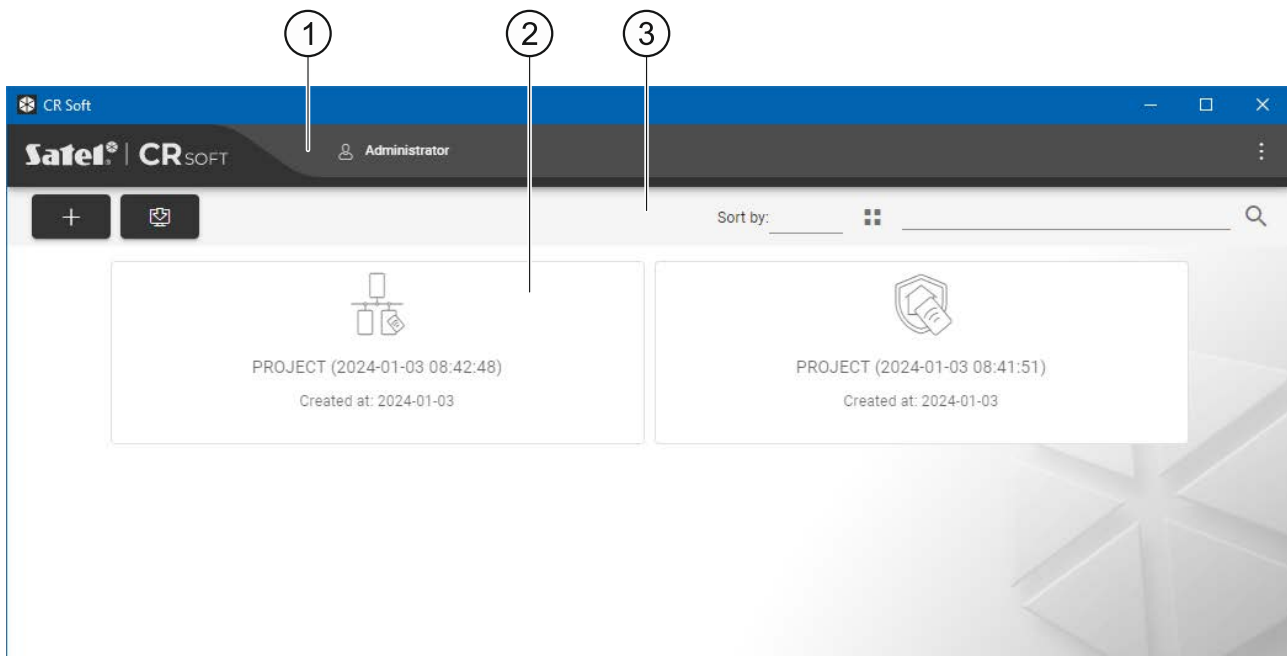 1 2 3
CR Soft
Satel® | CR SOFT Administrator
Sort by:
PROJECT (2024-01-03 08:42:48) PROJECT (2024-01-03 08:41:51)
Created at: 2024-01-03 Created at: 2024-01-03